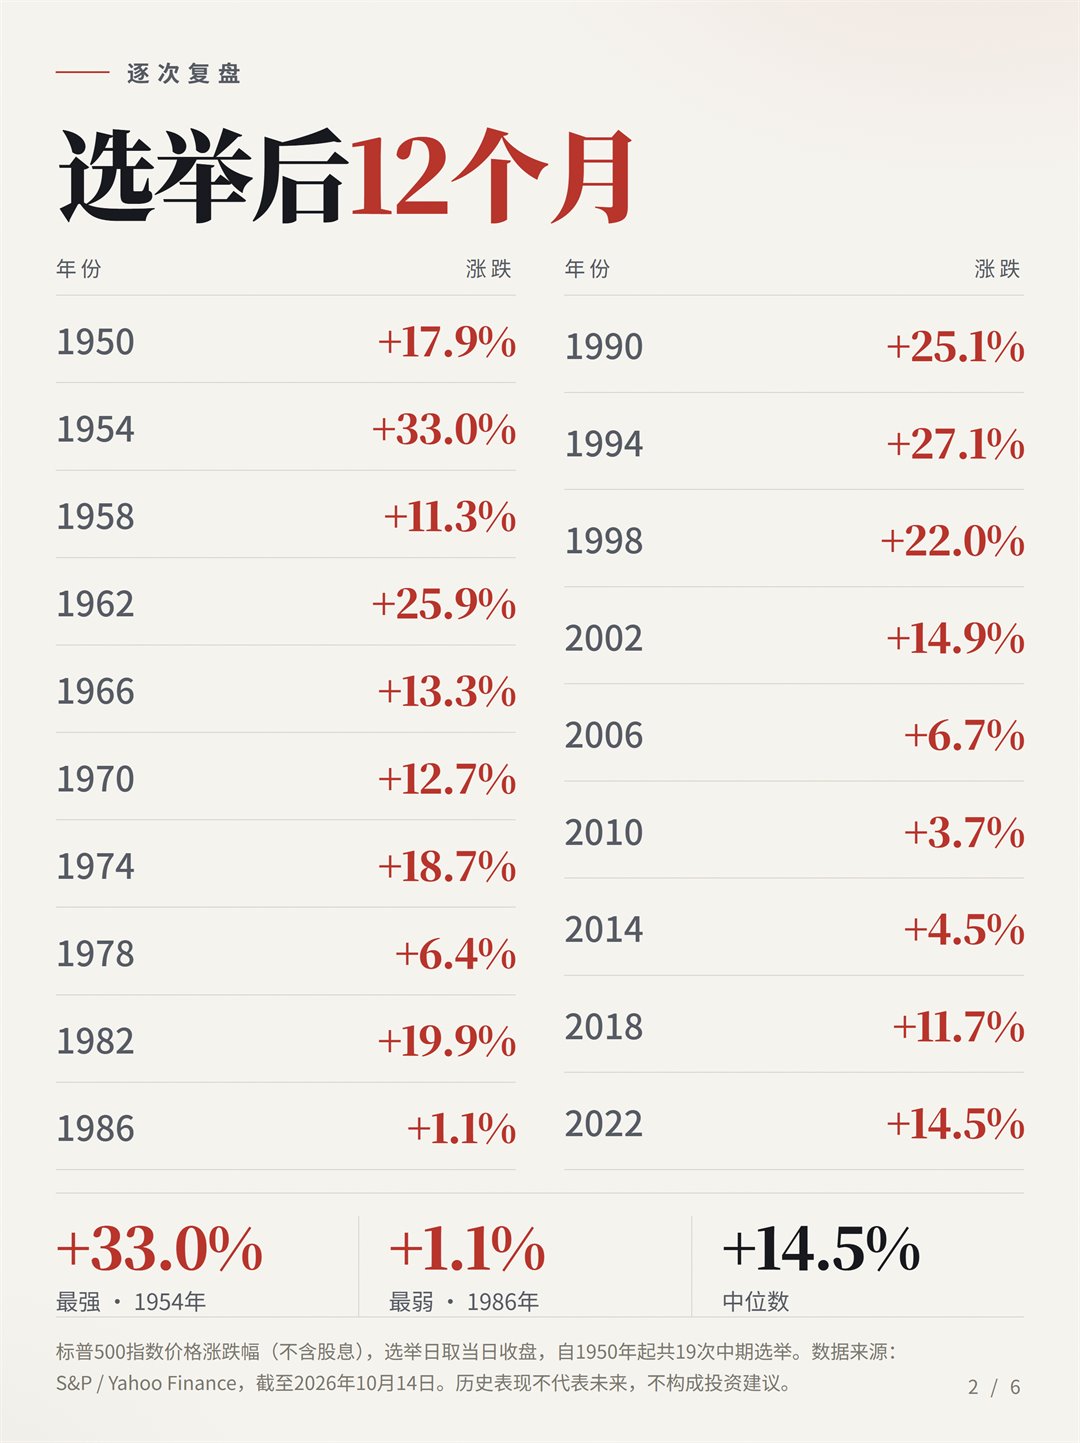 逐次复盘
选举后12个月
年份 涨跌
1950 +17.9%
1954 +33.0%
1958 +11.3%
1962 +25.9%
1966 +13.3%
1970 +12.7%
1974 +18.7%
1978 +6.4%
1982 +19.9%
1986 +1.1%
年份 涨跌
1990 +25.1%
1994 +27.1%
1998 +22.0%
2002 +14.9%
2006 +6.7%
2010 +3.7%
2014 +4.5%
2018 +11.7%
2022 +14.5%
+33.0%
最强 · 1954年
+1.1%
最弱 · 1986年
+14.5%
中位数
标普500指数价格涨跌幅（不含股息），选举日取当日收盘，自1950年起共19次中期选举。数据来源：
S&P / Yahoo Finance，截至2026年10月14日。历史表现不代表未来，不构成投资建议。
2 / 6